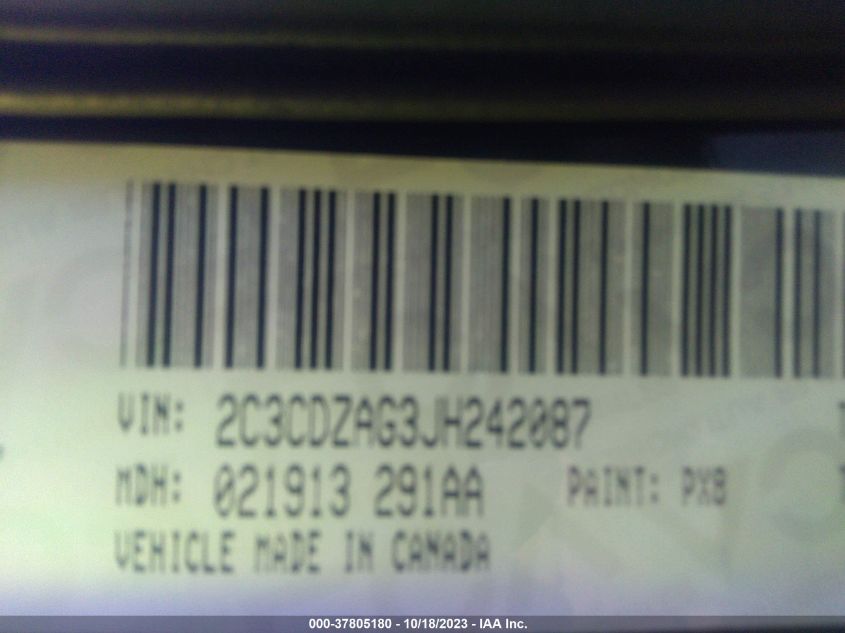 VIN: 2C3CDZAG3JH242087
MDH: 021913 291AA PAINT: PX8
VEHICLE MADE IN CANADA
000-37805180 - 10/18/2023 - IAA Inc.